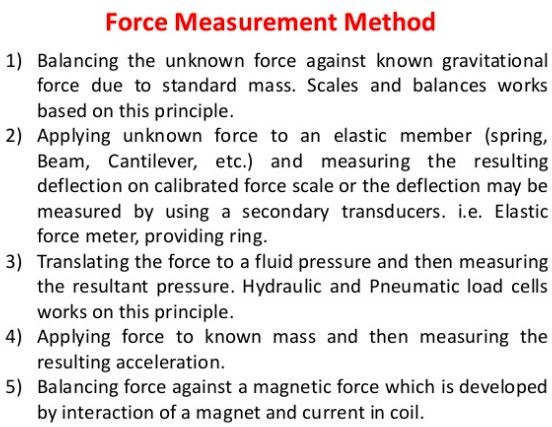 Force Measurement Method
1) Balancing the unknown force against known gravitational
force due to standard mass. Scales and balances works
based on this principle.
2) Applying unknown force to an elastic member (spring,
Beam, Cantilever, etc.) and measuring the resulting
deflection on calibrated force scale or the deflection may be
measured by using a secondary transducers. i.e. Elastic
force meter, providing ring.
3) Translating the force to a fluid pressure and then measuring
the resultant pressure. Hydraulic and Pneumatic load cells
works on this principle.
4) Applying force to known mass and then measuring the
resulting acceleration.
5) Balancing force against a magnetic force which is developed
by interaction of a magnet and current in coil.